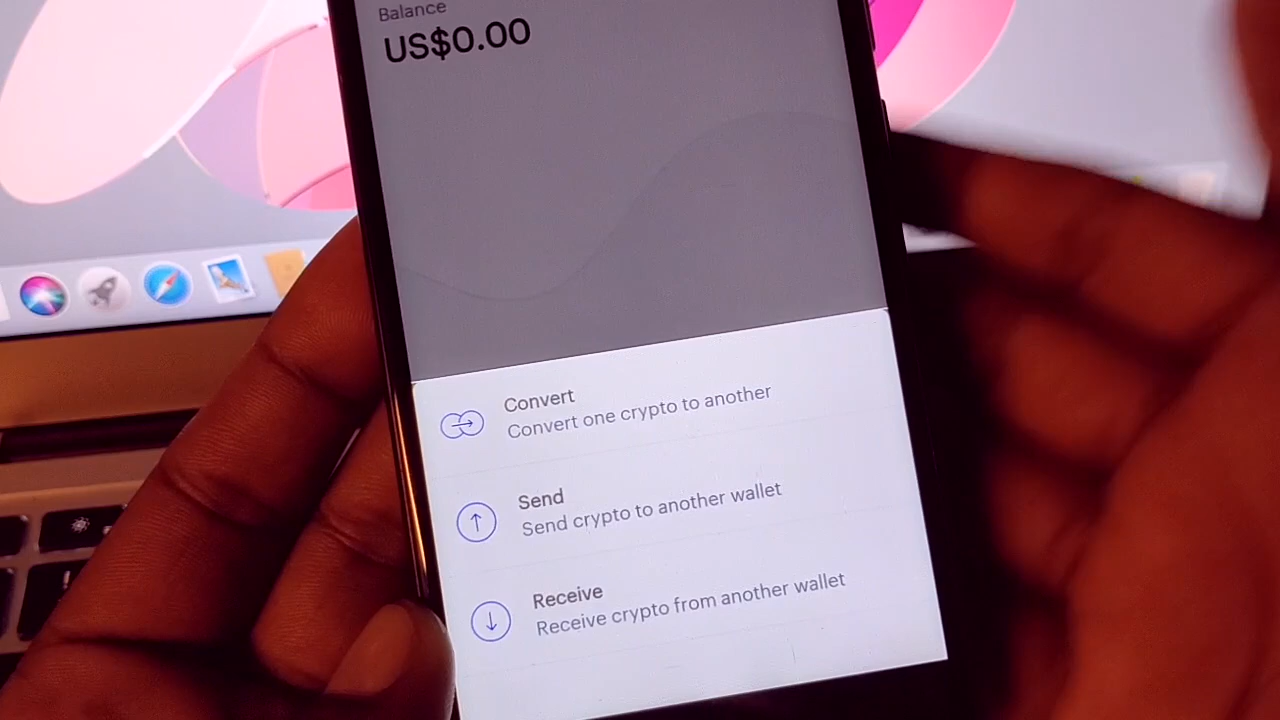 Balance
US$0.00
Convert
Convert one crypto to another
Send
Send crypto to another wallet
Receive
Receive crypto from another wallet